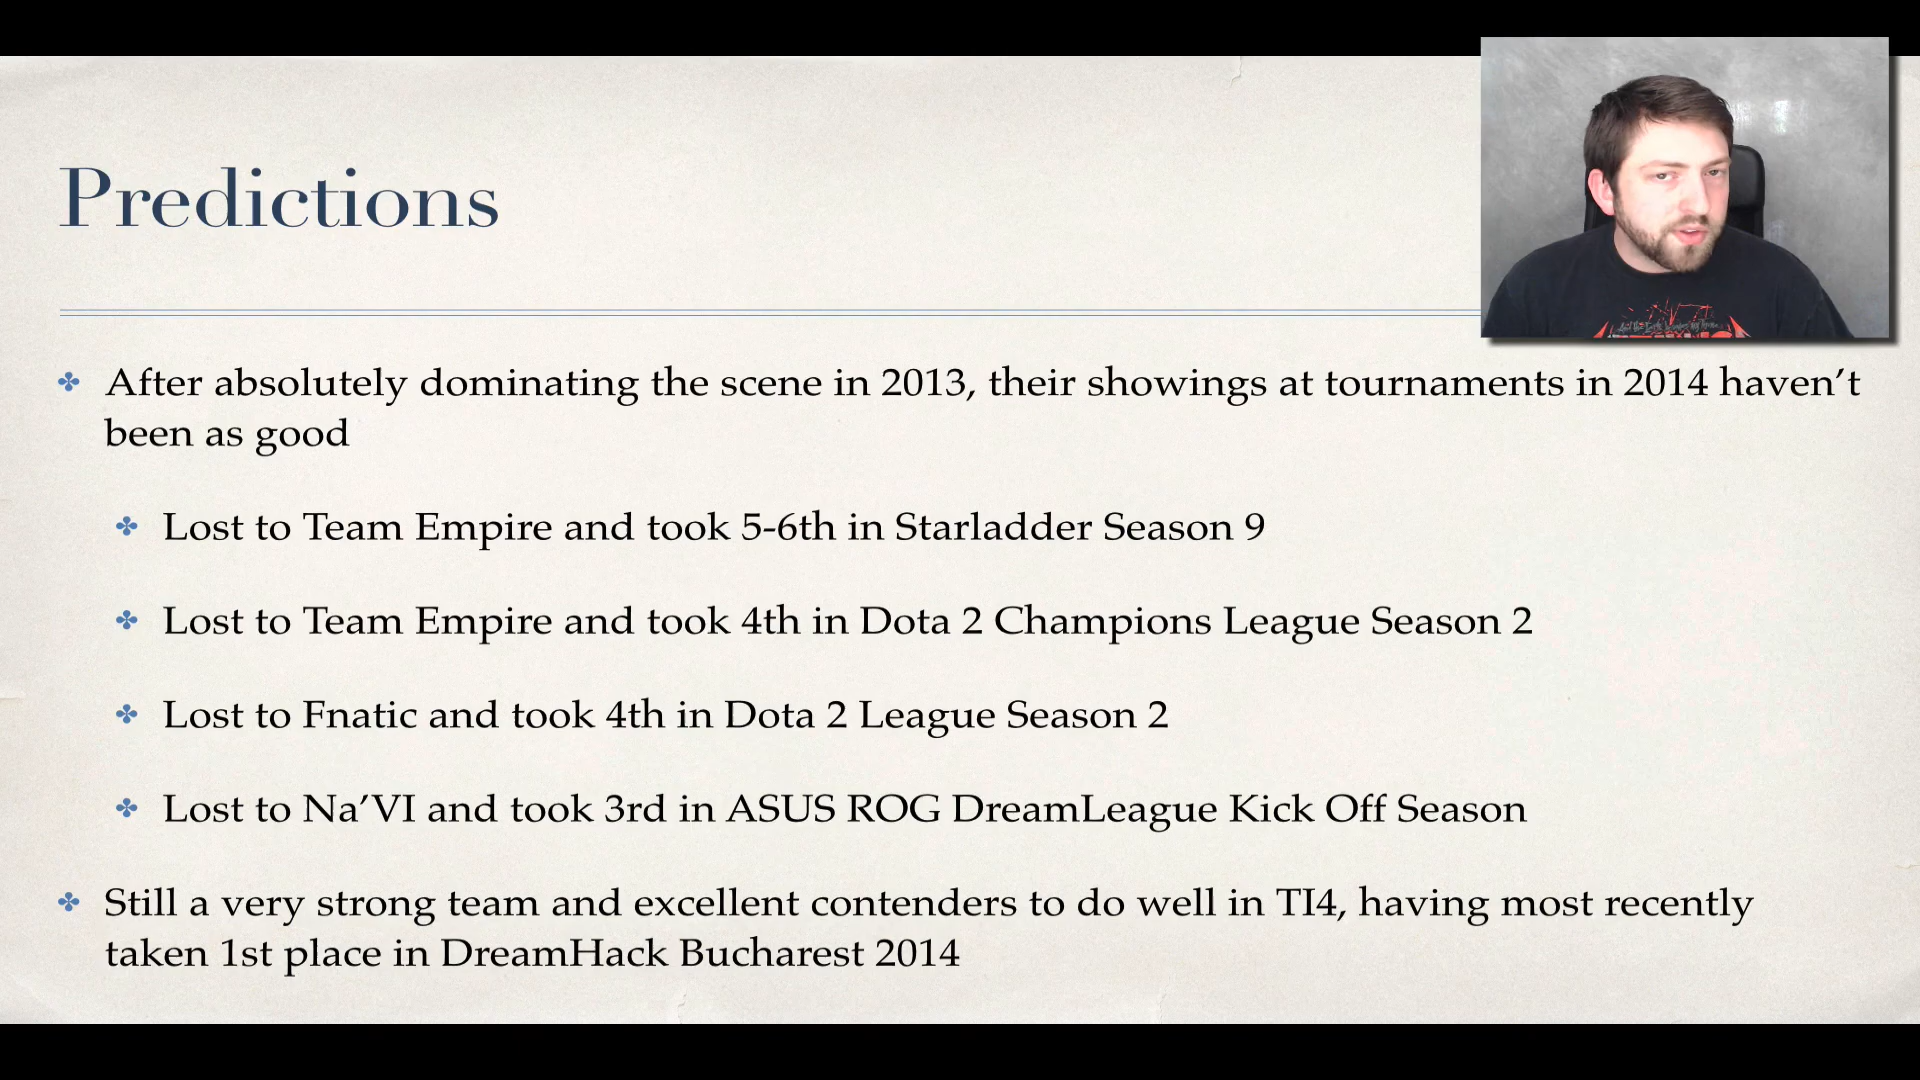 Predictions
After absolutely dominating the scene in 2013, their showings at tournaments in 2014 haven’t
been as good
Lost to Team Empire and took 5-6th in Starladder Season 9
Lost to Team Empire and took 4th in Dota 2 Champions League Season 2
Lost to Fnatic and took 4th in Dota 2 League Season 2
Lost to Na’VI and took 3rd in ASUS ROG DreamLeague Kick Off Season
Still a very strong team and excellent contenders to do well in TI4, having most recently
taken 1st place in DreamHack Bucharest 2014